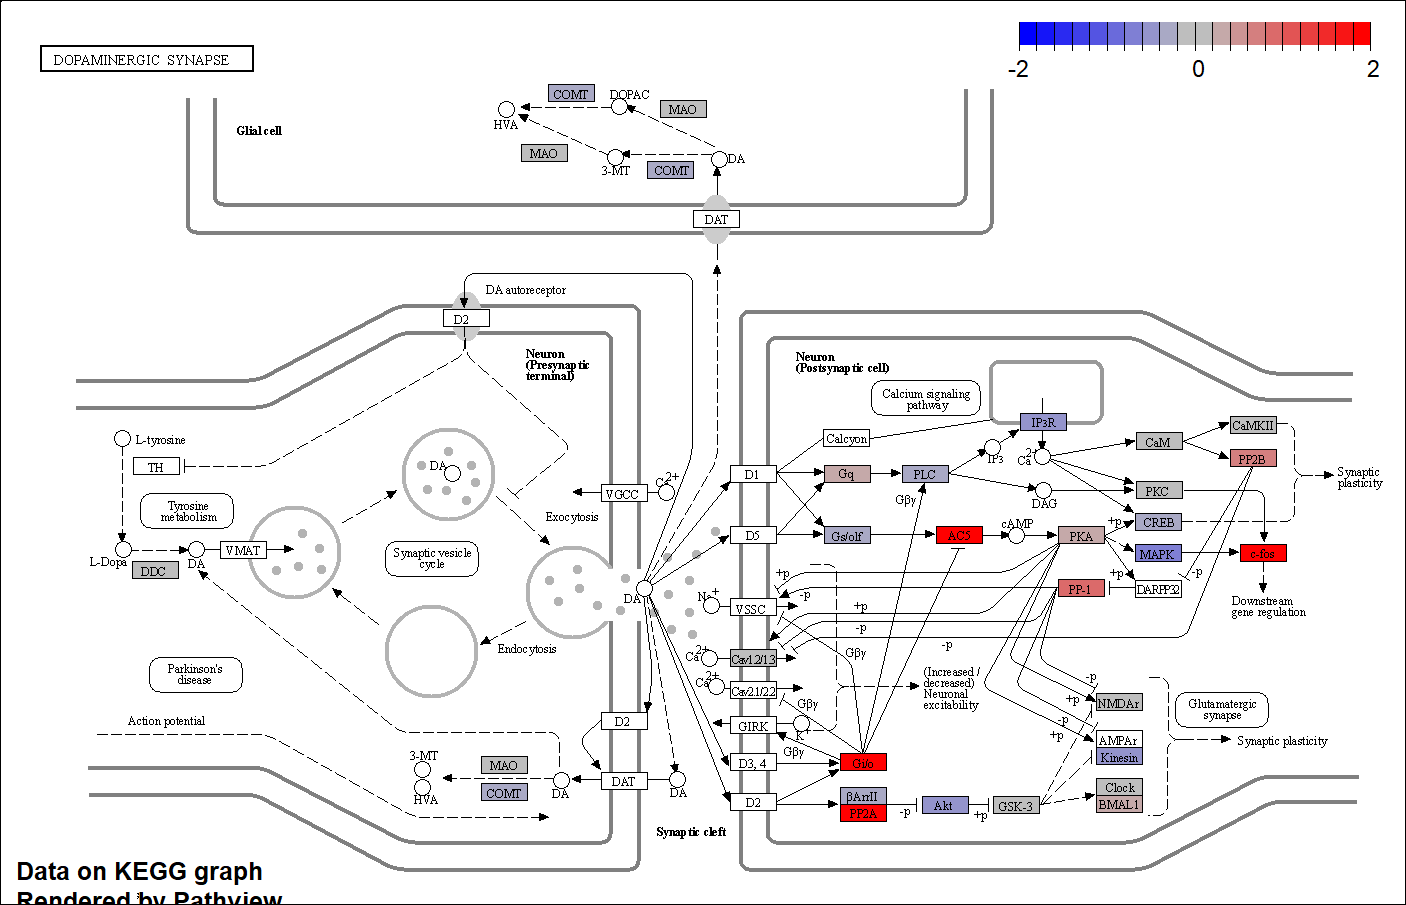 DOPAMINERGIC SYNAPSE
-2
0
2
Glial cell
COMT
DOPAC
MAO
HVA
MAO
3-MT
COMT
DA
DAT
DA autoreceptor
D2
Neuron
(Presynaptic
terminal)
Neuron
(Postsynaptic cell)
Calcium signaling
pathway
L-tyrosine
TH
DA
Tyrosine
metabolism
VMAT
L-Dopa
DDC
DA
Synaptic vesicle
cycle
VGCC
Ca2+
Exocytosis
Endocytosis
DA
Parkinson's
disease
Action potential
3-MT
HVA
MAO
COMT
DA
D2
DAT
DA
Synaptic cleft
Calcyon
IP3R
IP3
Ca2+
CaM
CaMKII
PP2B
Synaptic
plasticity
D1
Gq
PLC
DAG
PKC
Gβγ
D5
Gs/olf
AC5
cAMP
PKA
+p
CREB
MAPK
c-fos
+p
-p
PP-1
DARPP32
Downstream
gene regulation
+p
-p
Na+
VSSC
+p
-p
-p
Gβγ
Ca2+
Cav1.2/1.3
Ca2+
Cav2.1/2.2
(Increased /
decreased)
Neuronal
excitability
Gβγ
GIRK
K+
Gβγ
D3, 4
Gi/o
D2
βArrII
PP2A
-p
Akt
+p
GSK-3
-p
+p
-p
+p
NMDAr
AMPAr
Kinesin
Clock
BMAL1
Glutamatergic
synapse
Synaptic plasticity
Data on KEGG graph
Rendered by Pathview